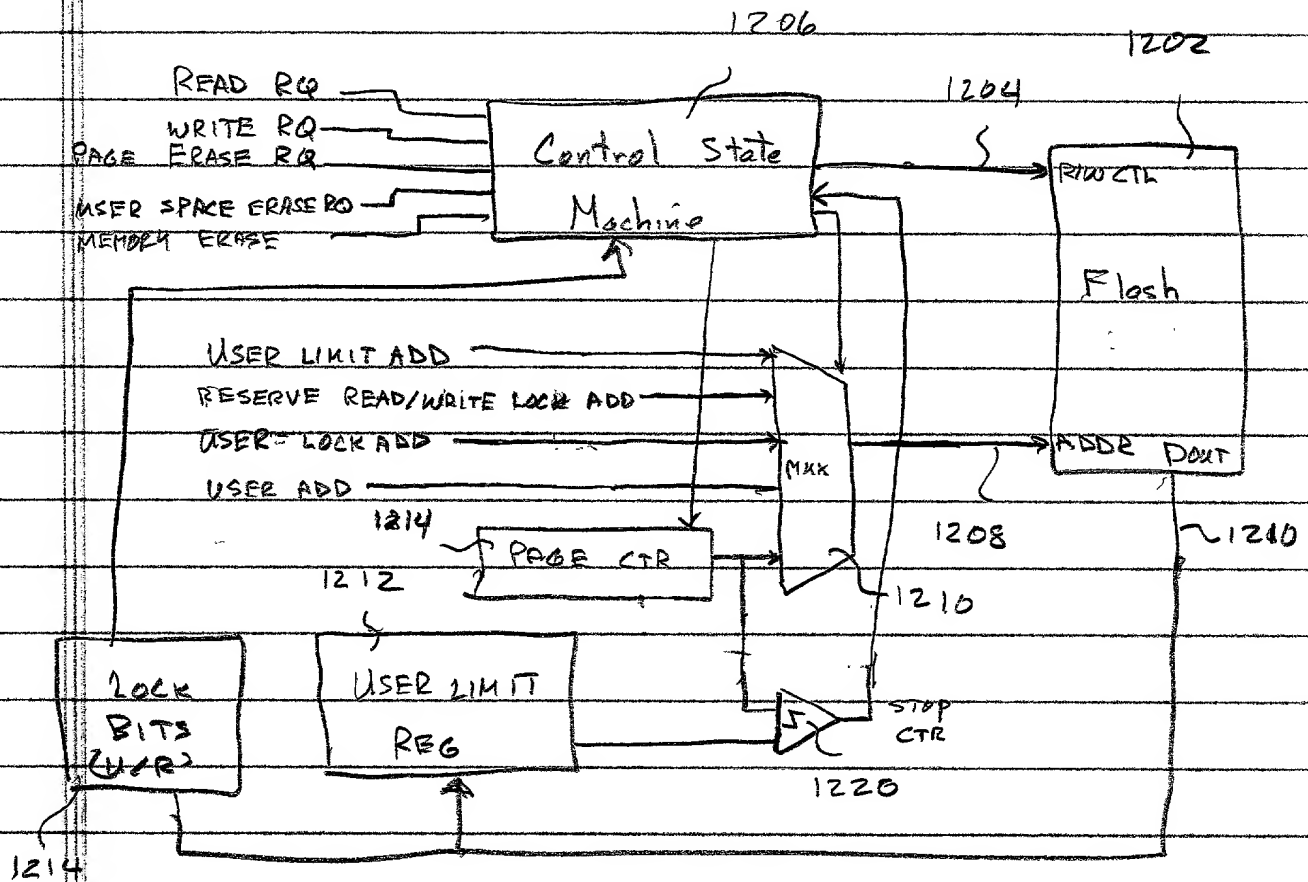 1206
1202
READ RQ
1204
WRITE RQ
Control State
PAGE ERASE RQ
R/W CTL
USER SPACE ERASE RQ
Machine
MEMORY ERASE
Flash
USER LIMIT ADD
RESERVE READ/WRITE LOCK ADD
USER-LOCK ADD
ADDR DOUT
MUX
USER ADD
1214
1208
1210
PAGE CTR
1212
1210
LOCK
BITS
(U/R)
USER LIMIT
REG
STOP
CTR
1220
1214